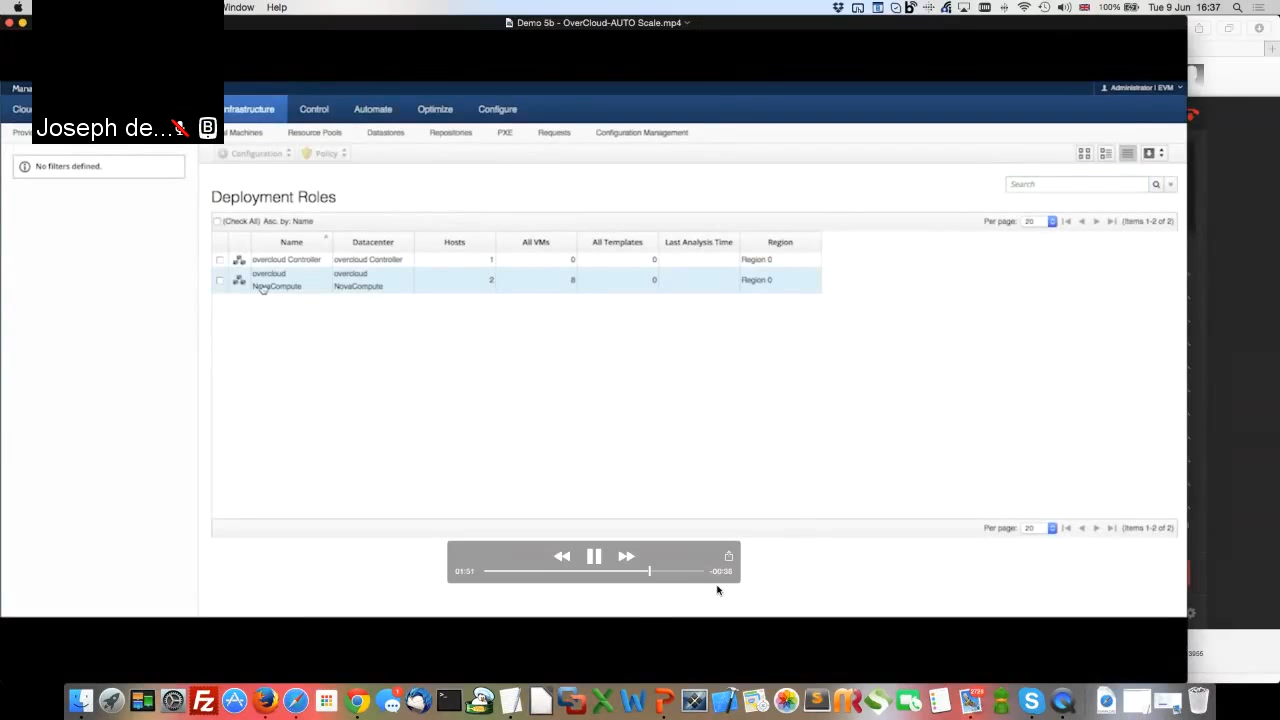 Window Help
100% Tue 9 Jun 16:37
Demo 5b - OverCloud-AUTO Scale.mp4
Joseph de...
Administrator | EVM
nfrastructure Control Automate Optimize Configure
Resource Pools Datastores Repositories PXE Requests Configuration Management
No filters defined.
Configuration Policy
Deployment Roles
Search
(Check All) Asc. by: Name
Per page: 20 (Items 1-2 of 2)
Name Datacenter Hosts All VMs All Templates Last Analysis Time Region
overcloud Controller overcloud Controller 1 0 0 Region 0
overcloud NovaCompute overcloud NovaCompute 2 8 0 Region 0
Per page: 20 (Items 1-2 of 2)
01:51 -00:36